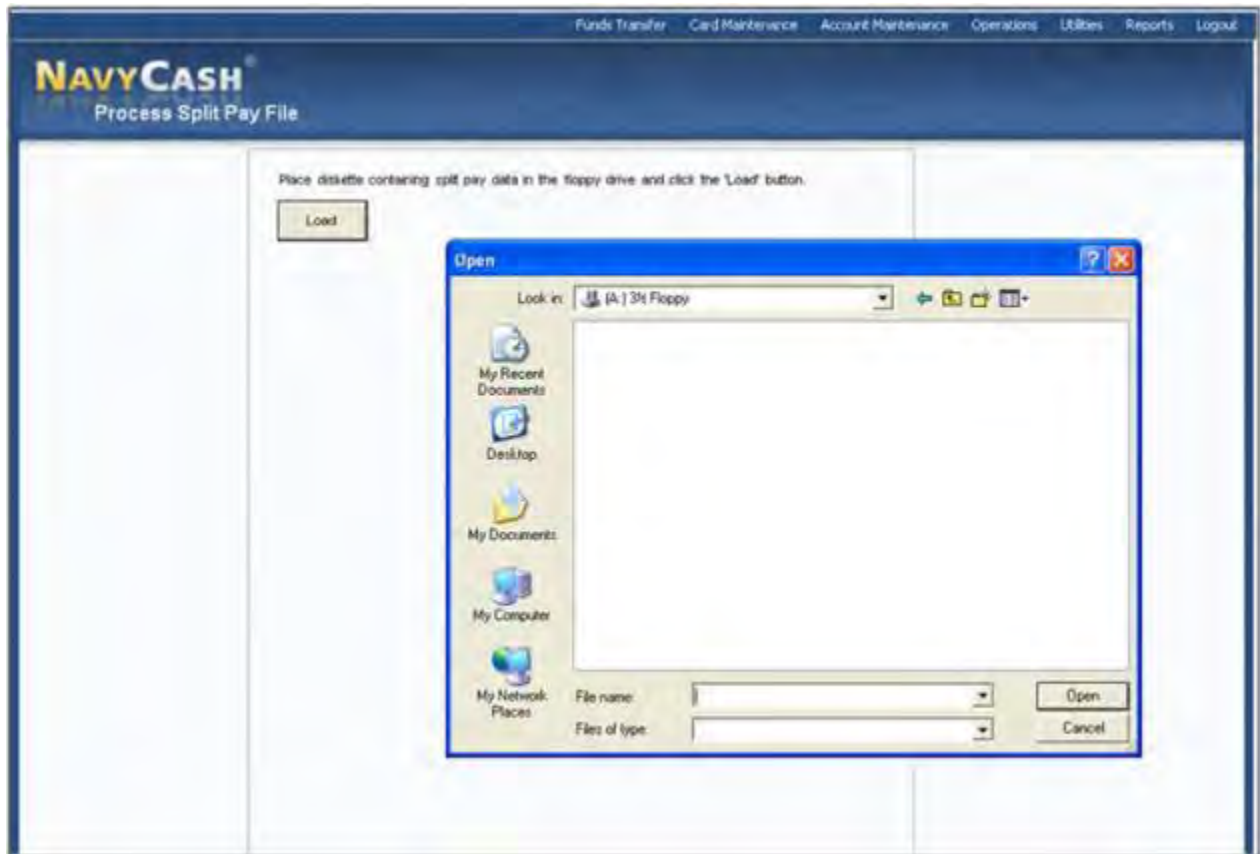 Funds Transfer Card Maintenance Account Maintenance Operations Utilities Reports Logout
NAVYCASH®
Process Split Pay File
Place diskette containing split pay data in the floppy drive and click the 'Load' button.
Load
Open
Look in: (A:) 3½ Floppy
My Recent
Documents
Desktop
My Documents
My Computer
My Network
Places
File name:
Open
Files of type:
Cancel